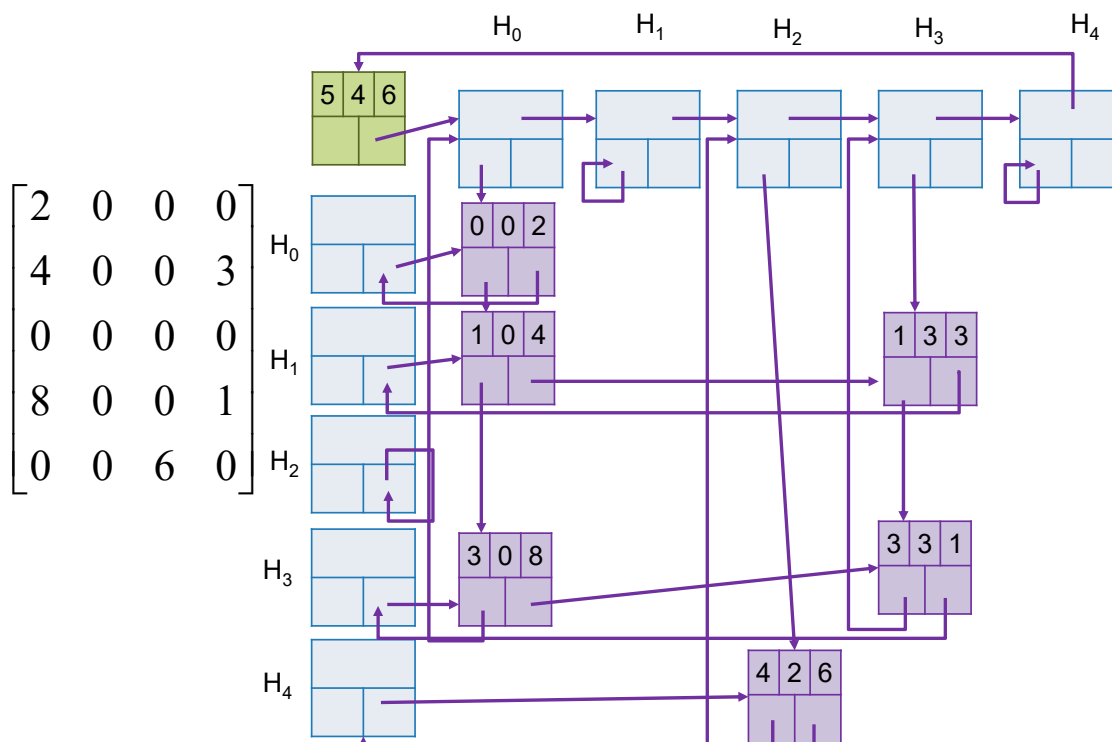 H₀ H₁ H₂ H₃ H₄
5 4 6
2 0 0 0
4 0 0 3
0 0 0 0
8 0 0 1
0 0 6 0
H₀
0 0 2
H₁
1 0 4
1 3 3
H₂
H₃
3 0 8
3 3 1
H₄
4 2 6